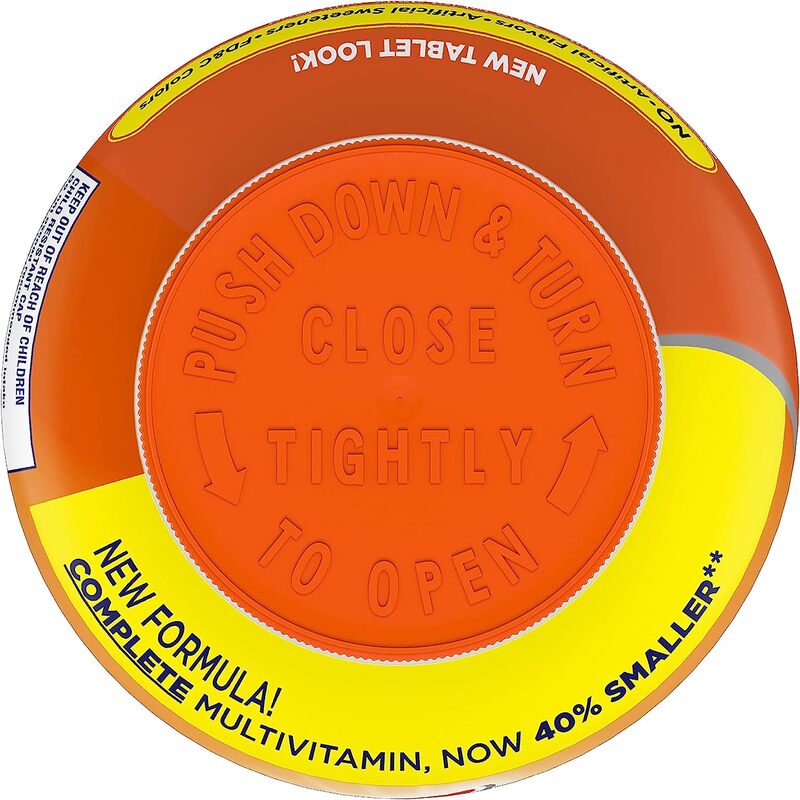 NO • Artificial Flavors • Artificial Sweeteners • FD&C Colors
NEW TABLET LOOK!
KEEP OUT OF REACH OF CHILDREN
CHILD RESISTANT CAP
PUSH DOWN & TURN
CLOSE
TIGHTLY
TO OPEN
NEW FORMULA!
COMPLETE MULTIVITAMIN, NOW 40% SMALLER**